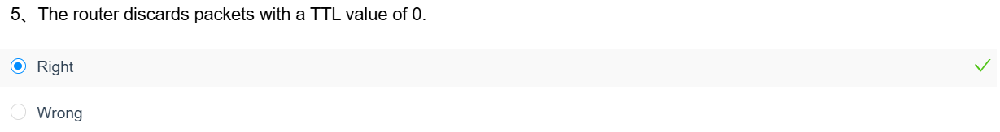 5、The router discards packets with a TTL value of 0.
Right
Wrong